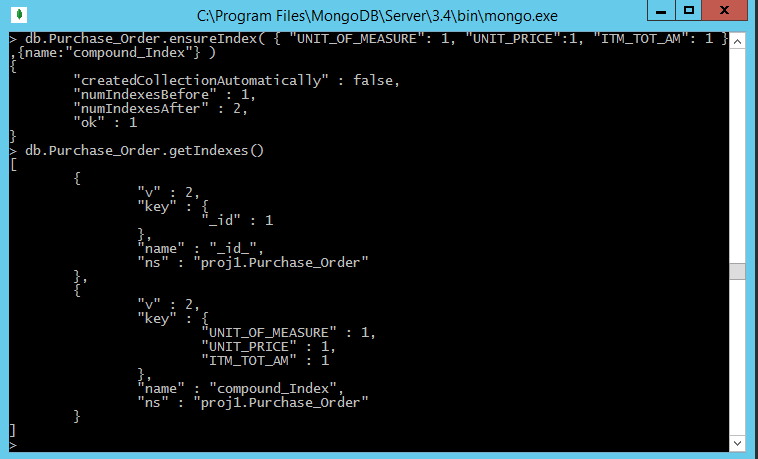 C:\Program Files\MongoDB\Server\3.4\bin\mongo.exe
> db.Purchase_Order.ensureIndex( { "UNIT_OF_MEASURE": 1, "UNIT_PRICE":1, "ITM_TOT_AM": 1 }
,{name:"compound_Index"} )
{
        "createdCollectionAutomatically" : false,
        "numIndexesBefore" : 1,
        "numIndexesAfter" : 2,
        "ok" : 1
}
> db.Purchase_Order.getIndexes()
[
        {
                "v" : 2,
                "key" : {
                        "_id" : 1
                },
                "name" : "_id_",
                "ns" : "proj1.Purchase_Order"
        },
        {
                "v" : 2,
                "key" : {
                        "UNIT_OF_MEASURE" : 1,
                        "UNIT_PRICE" : 1,
                        "ITM_TOT_AM" : 1
                },
                "name" : "compound_Index",
                "ns" : "proj1.Purchase_Order"
        }
]
>